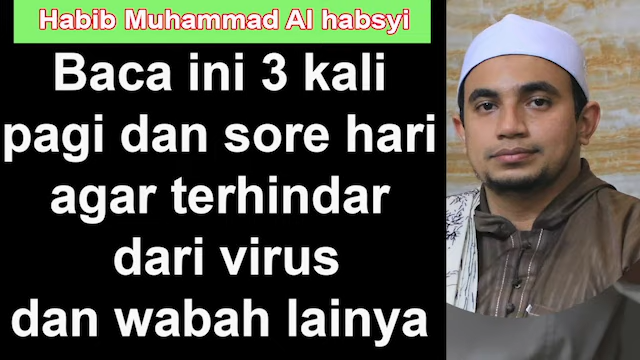 Habib Muhammad Al habsyi
Baca ini 3 kali
pagi dan sore hari
agar terhindar
dari virus
dan wabah lainya